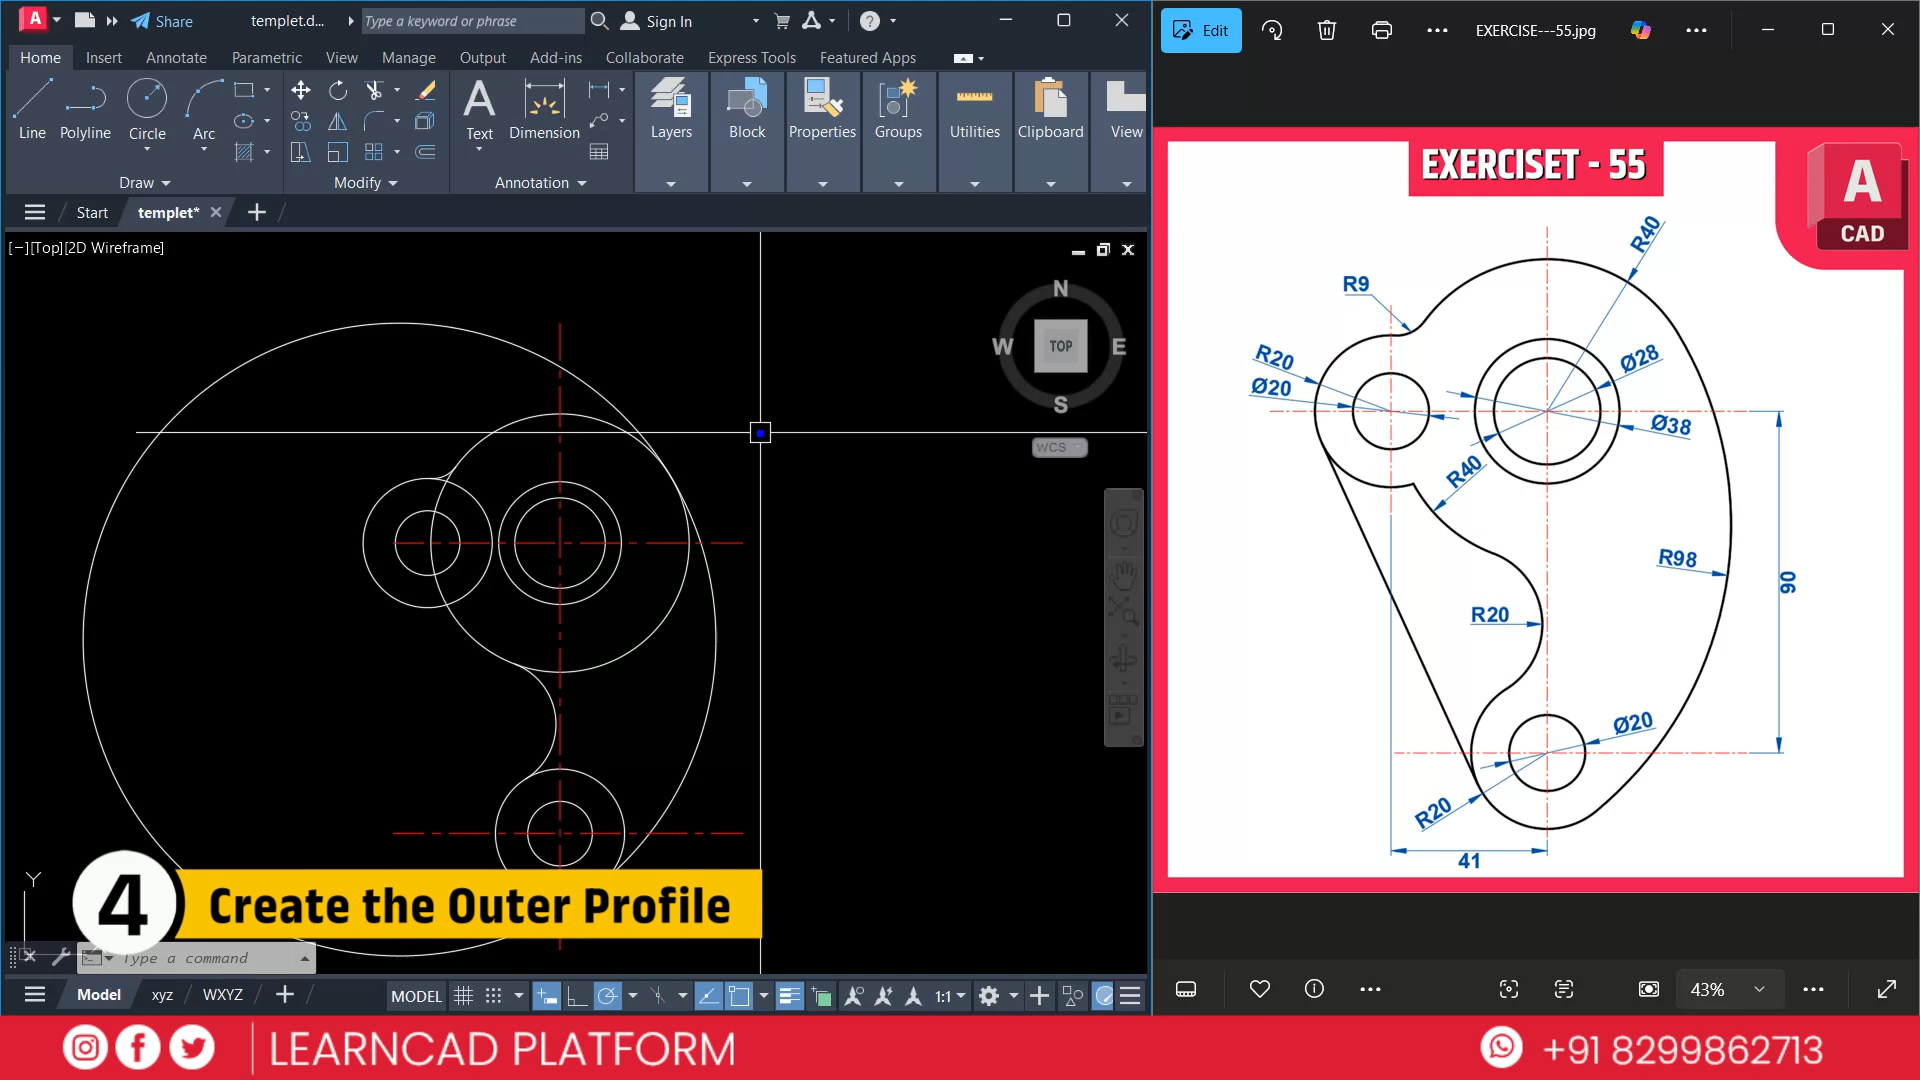 A Share templet.d... Type a keyword or phrase Sign In ?
Home Insert Annotate Parametric View Manage Output Add-ins Collaborate Express Tools Featured Apps
Line Polyline Circle Arc A Text Dimension Layers Block Properties Groups Utilities Clipboard View
Draw Modify Annotation
Start templet*
[−][Top][2D Wireframe]
N
W TOP E
S
WCS
Y
4 Create the Outer Profile
Type a command
Model xyz WXYZ
MODEL 1:1
Edit EXERCISE---55.jpg
EXERCISET - 55
A
CAD
R40
R9
R20
Ø20
Ø28
Ø38
R40
R98
90
R20
Ø20
R20
41
43%
LEARNCAD PLATFORM
+91 8299862713